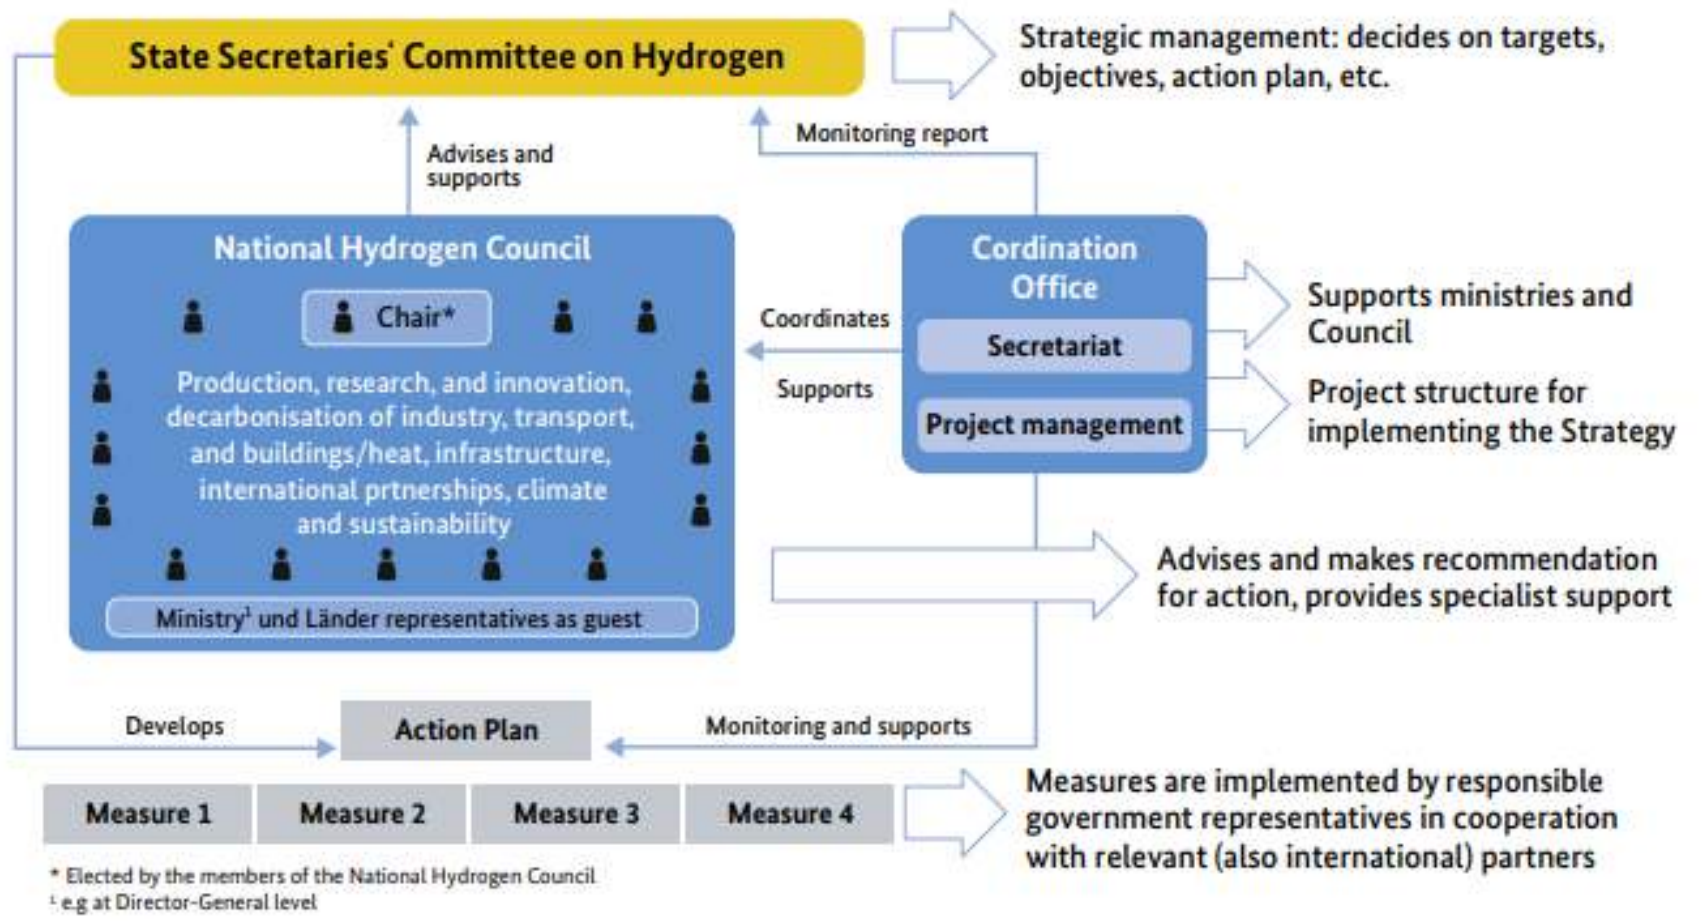 State Secretaries‘ Committee on Hydrogen
Strategic management: decides on targets,
objectives, action plan, etc.
Monitoring report
Advises and
supports
National Hydrogen Council
Chair*
Production, research, and innovation,
decarbonisation of industry, transport,
and buildings/heat, infrastructure,
international prtnerships, climate
and sustainability
Ministry¹ und Länder representatives as guest
Coordinates
Supports
Cordination
Office
Secretariat
Project management
Supports ministries and
Council
Project structure for
implementing the Strategy
Advises and makes recommendation
for action, provides specialist support
Develops
Action Plan
Monitoring and supports
Measure 1
Measure 2
Measure 3
Measure 4
Measures are implemented by responsible
government representatives in cooperation
with relevant (also international) partners
* Elected by the members of the National Hydrogen Council
¹ e.g at Director-General level